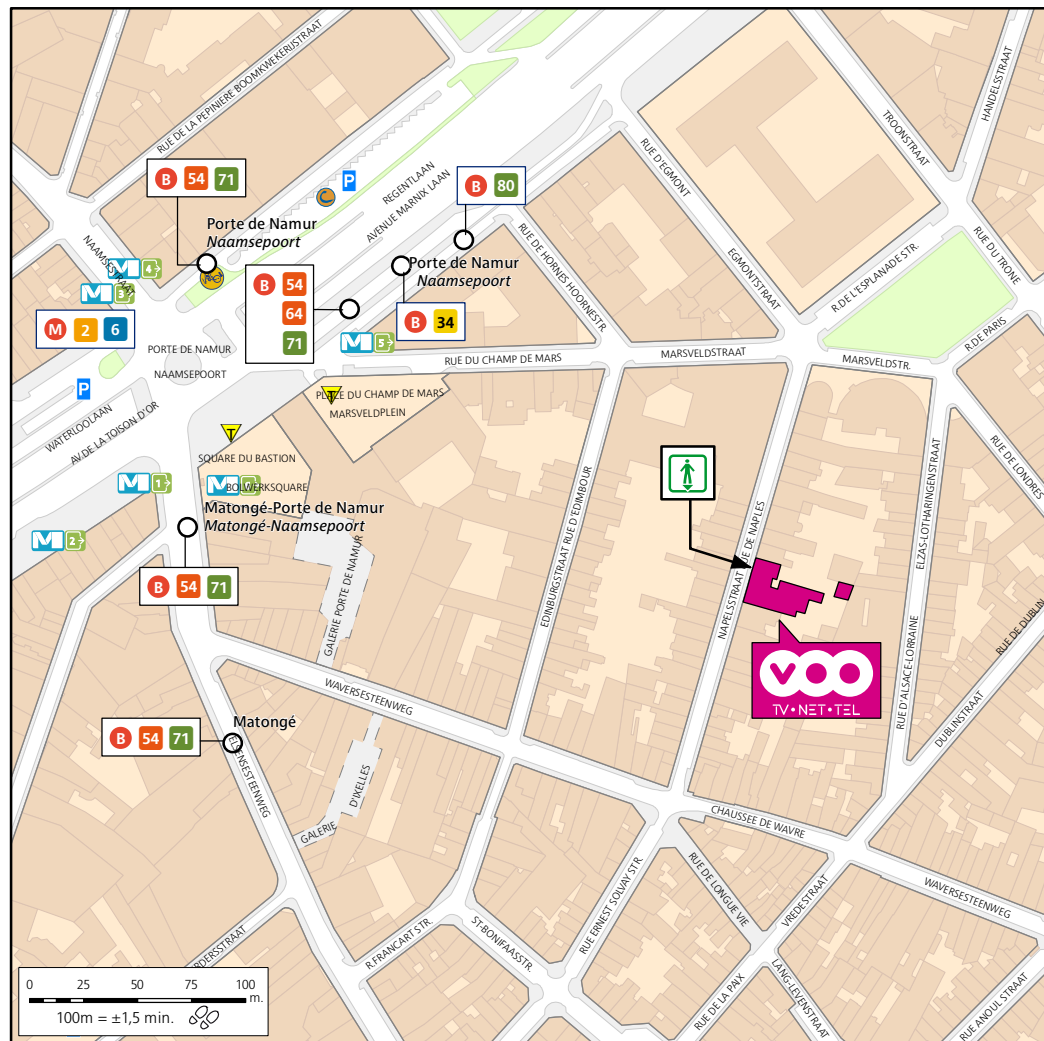 RUE DE LA PEPINIERE BOOMKWEKERIJSTRAAT
HANDELSSTRAAT
TROONSTRAAT
RUE D'EGMONT
P
REGENTLAAN
AVENUE MARNIX LAAN
B 54 71
B 80
Porte de Namur
Naamsepoort
NAAMSESTRAAT
RUE DE HORNES HOORNESTR.
EGMONTSTRAAT
R.DE L'ESPLANADE STR.
RUE DU TRONE
M 4
M 3
B 54
64
71
Porte de Namur
Naamsepoort
B 34
M 2 6
PORTE DE NAMUR
NAAMSEPOORT
M 5
RUE DU CHAMP DE MARS
MARSVELDSTRAAT
MARSVELDSTR.
R.DE PARIS
P
T
PLACE DU CHAMP DE MARS
MARSVELDPLEIN
WATERLOOLAAN
AV.DE LA TOISON D'OR
T
SQUARE DU BASTION
BOLWERKSQUARE
M 1
M
M 2
RUE DE LONDRES
Matongé-Porte de Namur
Matongé-Naamsepoort
B 54 71
GALERIE PORTE DE NAMUR
EDINBURGSTRAAT RUE D'EDIMBOUR
NAPELSSTRAAT RUE DE NAPLES
ELZAS-LOTHARINGENSTRAAT
RUE D'ALSACE-LORRAINE
RUE DE DUBLIN
DUBLINSTRAAT
VOO
TV•NET•TEL
WAVERSESTEENWEG
Matongé
B 54 71
ELSENSESTEENWEG
GALERIE
D'IXELLES
CHAUSSEE DE WAVRE
WAVERSESTEENWEG
RUE DE LONGUE VIE
VREDESTRAAT
RUE ERNEST SOLVAY STR.
R.FRANCART STR.
ST-BONIFAASSTR.
RDERSSTRAAT
RUE DE LA PAIX
LANG-LEVENSTRAAT
RUE ANOUL STRAAT
0 25 50 75 100 m.
100m = ±1,5 min.